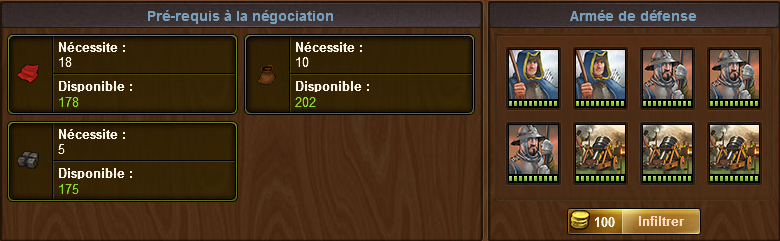 Pré-requis à la négociation
Nécessite :
18
Disponible :
178
Nécessite :
10
Disponible :
202
Nécessite :
5
Disponible :
175
Armée de défense
100 Infiltrer